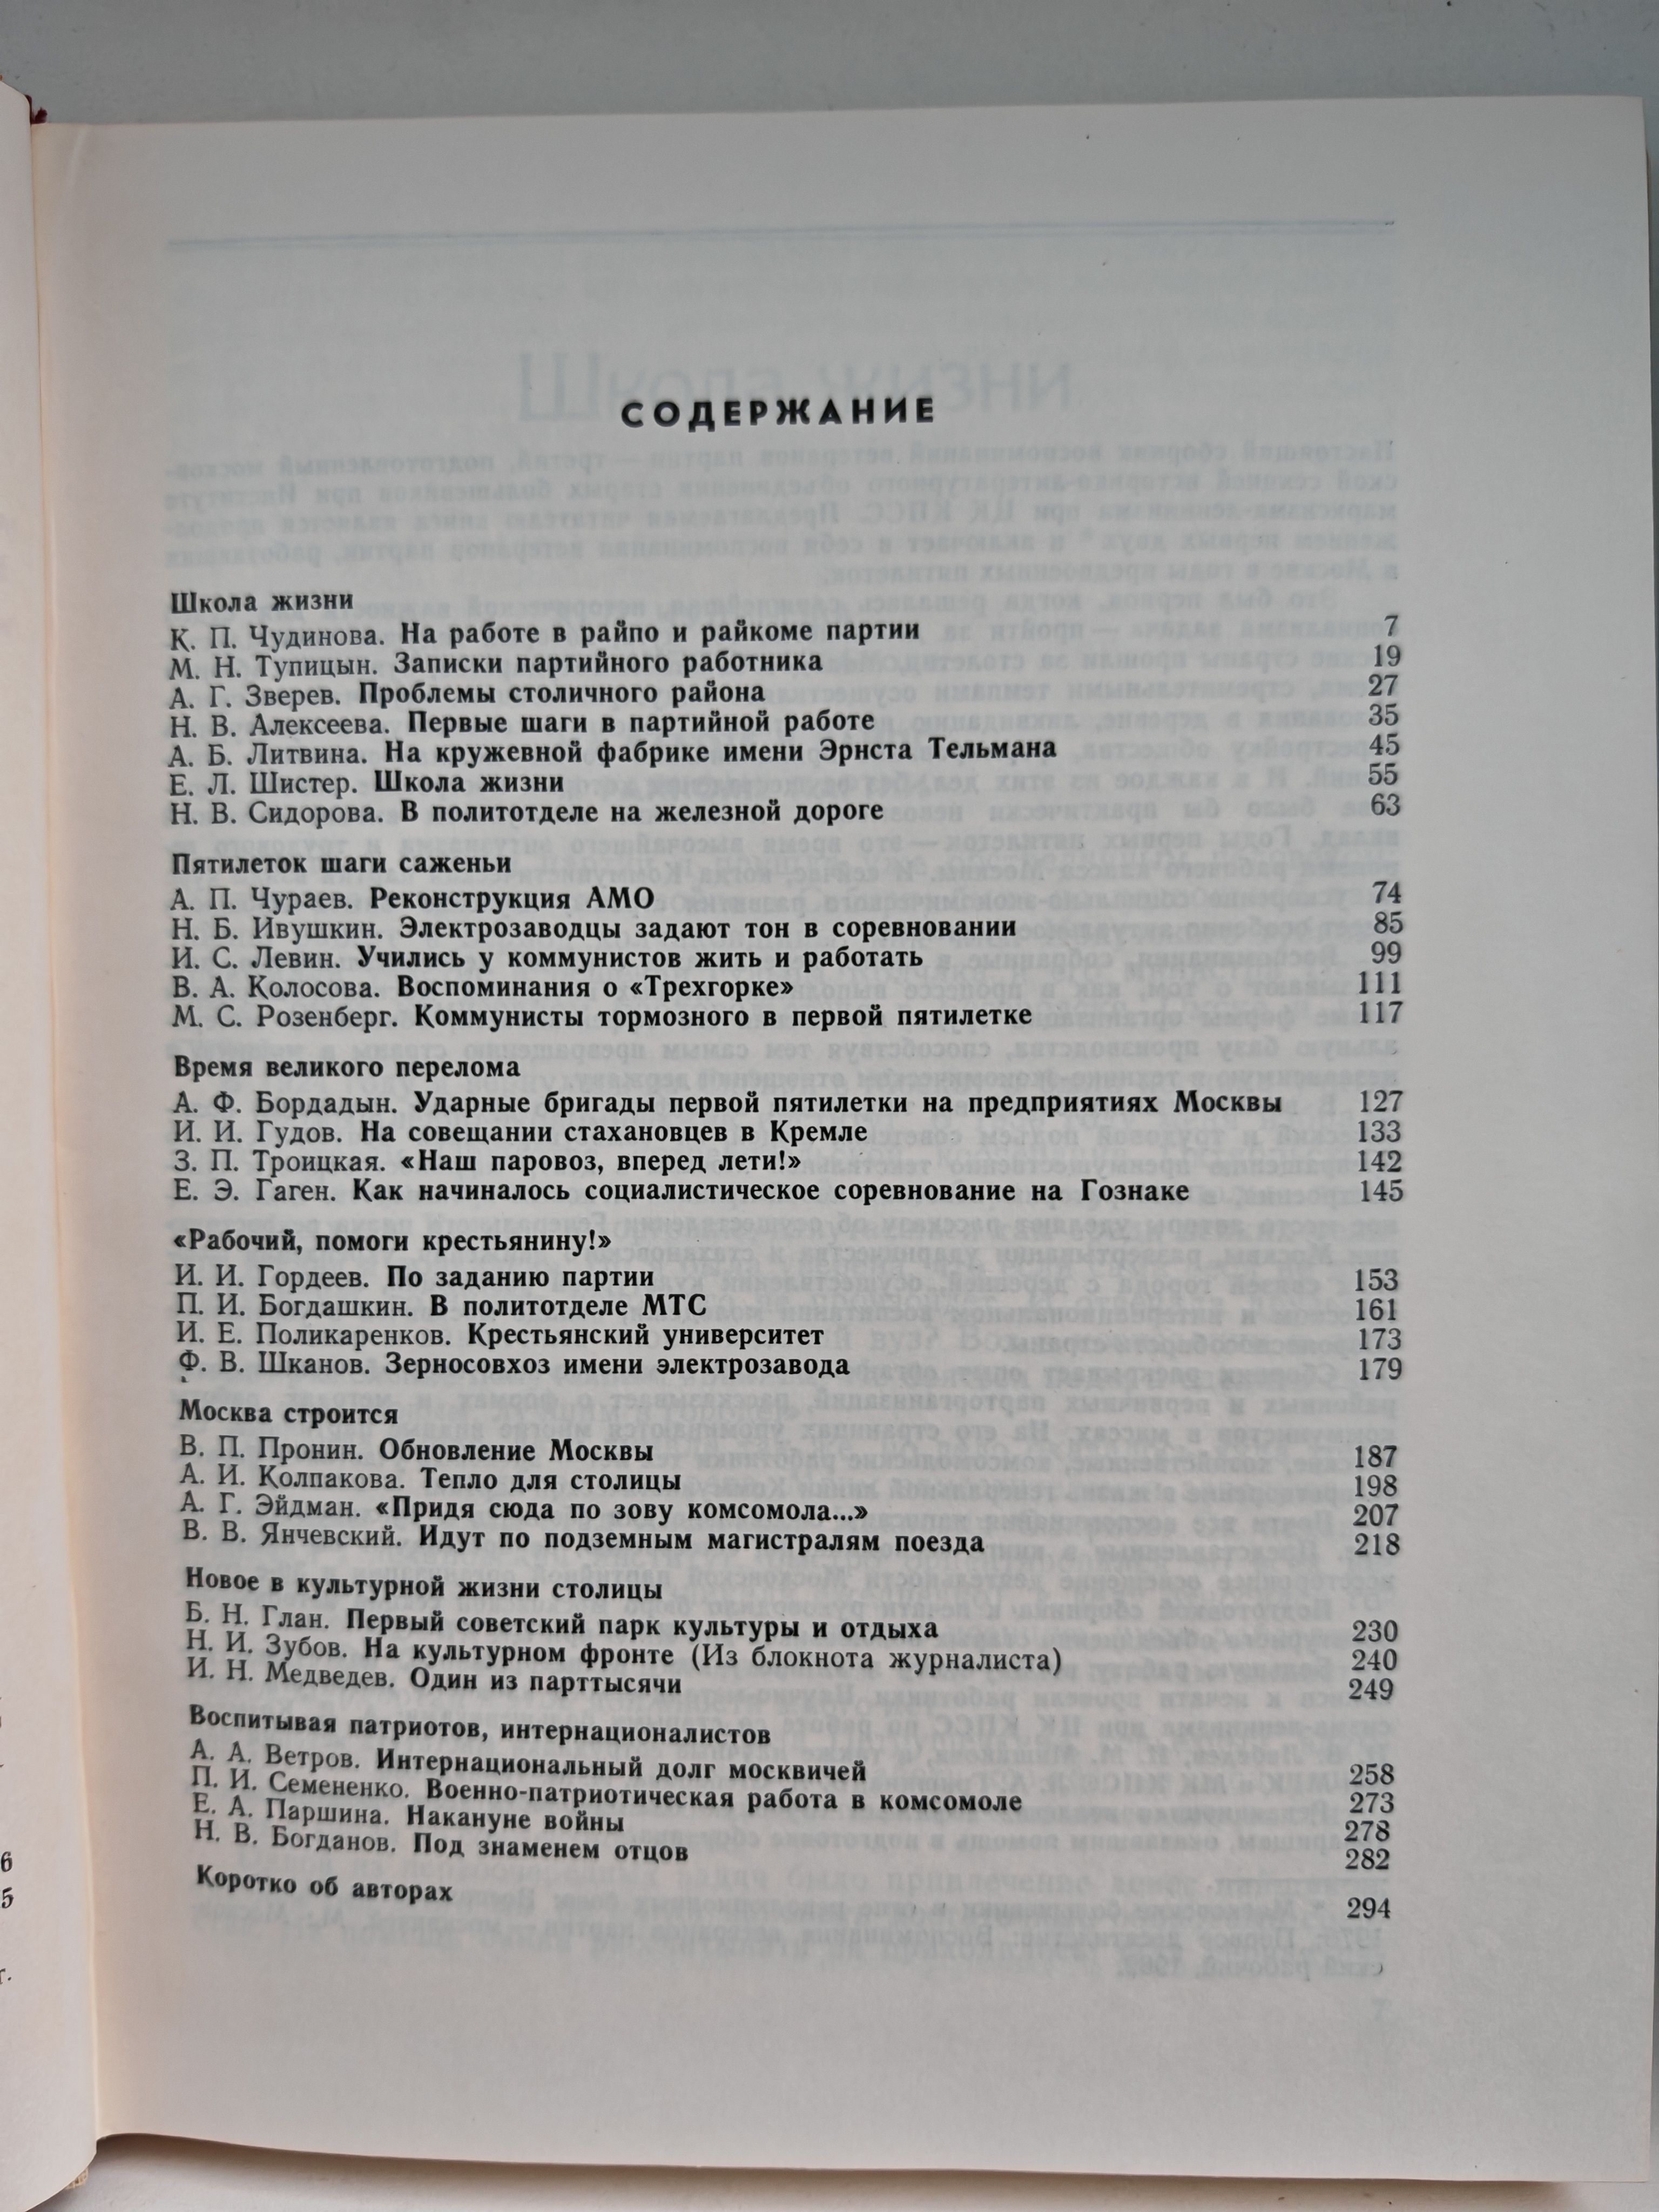 СОДЕРЖАНИЕ
Школа жизни
К. П. Чудинова. На работе в райпо и райкоме партии 7
М. Н. Тупицын. Записки партийного работника 19
А. Г. Зверев. Проблемы столичного района 27
Н. В. Алексеева. Первые шаги в партийной работе 35
А. Б. Литвина. На кружевной фабрике имени Эрнста Тельмана 45
Е. Л. Шистер. Школа жизни 55
Н. В. Сидорова. В политотделе на железной дороге 63
Пятилеток шаги саженьи
А. П. Чураев. Реконструкция АМО 74
Н. Б. Ивушкин. Электрозаводцы задают тон в соревновании 85
И. С. Левин. Учились у коммунистов жить и работать 99
В. А. Колосова. Воспоминания о «Трехгорке» 111
М. С. Розенберг. Коммунисты тормозного в первой пятилетке 117
Время великого перелома
А. Ф. Бордадын. Ударные бригады первой пятилетки на предприятиях Москвы 127
И. И. Гудов. На совещании стахановцев в Кремле 133
З. П. Троицкая. «Наш паровоз, вперед лети!» 142
Е. Э. Гаген. Как начиналось социалистическое соревнование на Гознаке 145
«Рабочий, помоги крестьянину!»
И. И. Гордеев. По заданию партии 153
П. И. Богдашкин. В политотделе МТС 161
И. Е. Поликаренков. Крестьянский университет 173
Ф. В. Шканов. Зерносовхоз имени электрозавода 179
Москва строится
В. П. Пронин. Обновление Москвы 187
А. И. Колпакова. Тепло для столицы 198
А. Г. Эйдман. «Придя сюда по зову комсомола...» 207
В. В. Янчевский. Идут по подземным магистралям поезда 218
Новое в культурной жизни столицы
Б. Н. Глан. Первый советский парк культуры и отдыха 230
Н. И. Зубов. На культурном фронте (Из блокнота журналиста) 240
И. Н. Медведев. Один из парттысячи 249
Воспитывая патриотов, интернационалистов
А. А. Ветров. Интернациональный долг москвичей 258
П. И. Семененко. Военно-патриотическая работа в комсомоле 273
Е. А. Паршина. Накануне войны 278
Н. В. Богданов. Под знаменем отцов 282
Коротко об авторах 294